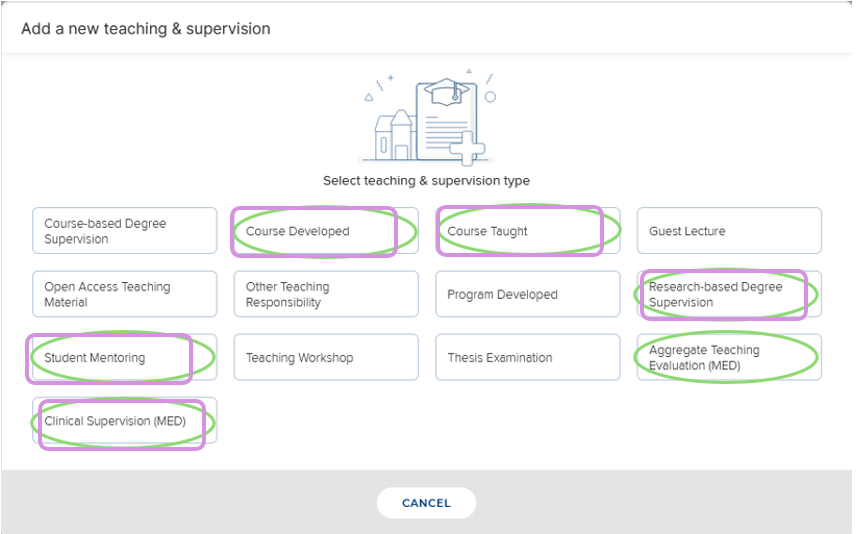 Add a new teaching & supervision
Select teaching & supervision type
Course-based Degree
Supervision
Course Developed
Course Taught
Guest Lecture
Open Access Teaching
Material
Other Teaching
Responsibility
Program Developed
Research-based Degree
Supervision
Student Mentoring
Teaching Workshop
Thesis Examination
Aggregate Teaching
Evaluation (MED)
Clinical Supervision (MED)
CANCEL